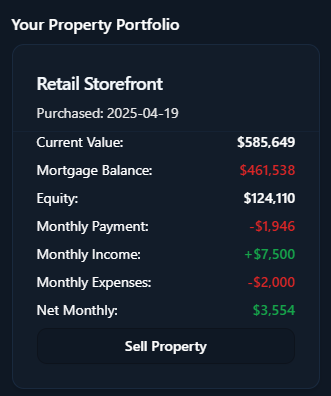 Your Property Portfolio
Retail Storefront
Purchased: 2025-04-19
Current Value: $585,649
Mortgage Balance: $461,538
Equity: $124,110
Monthly Payment: -$1,946
Monthly Income: +$7,500
Monthly Expenses: -$2,000
Net Monthly: $3,554
Sell Property